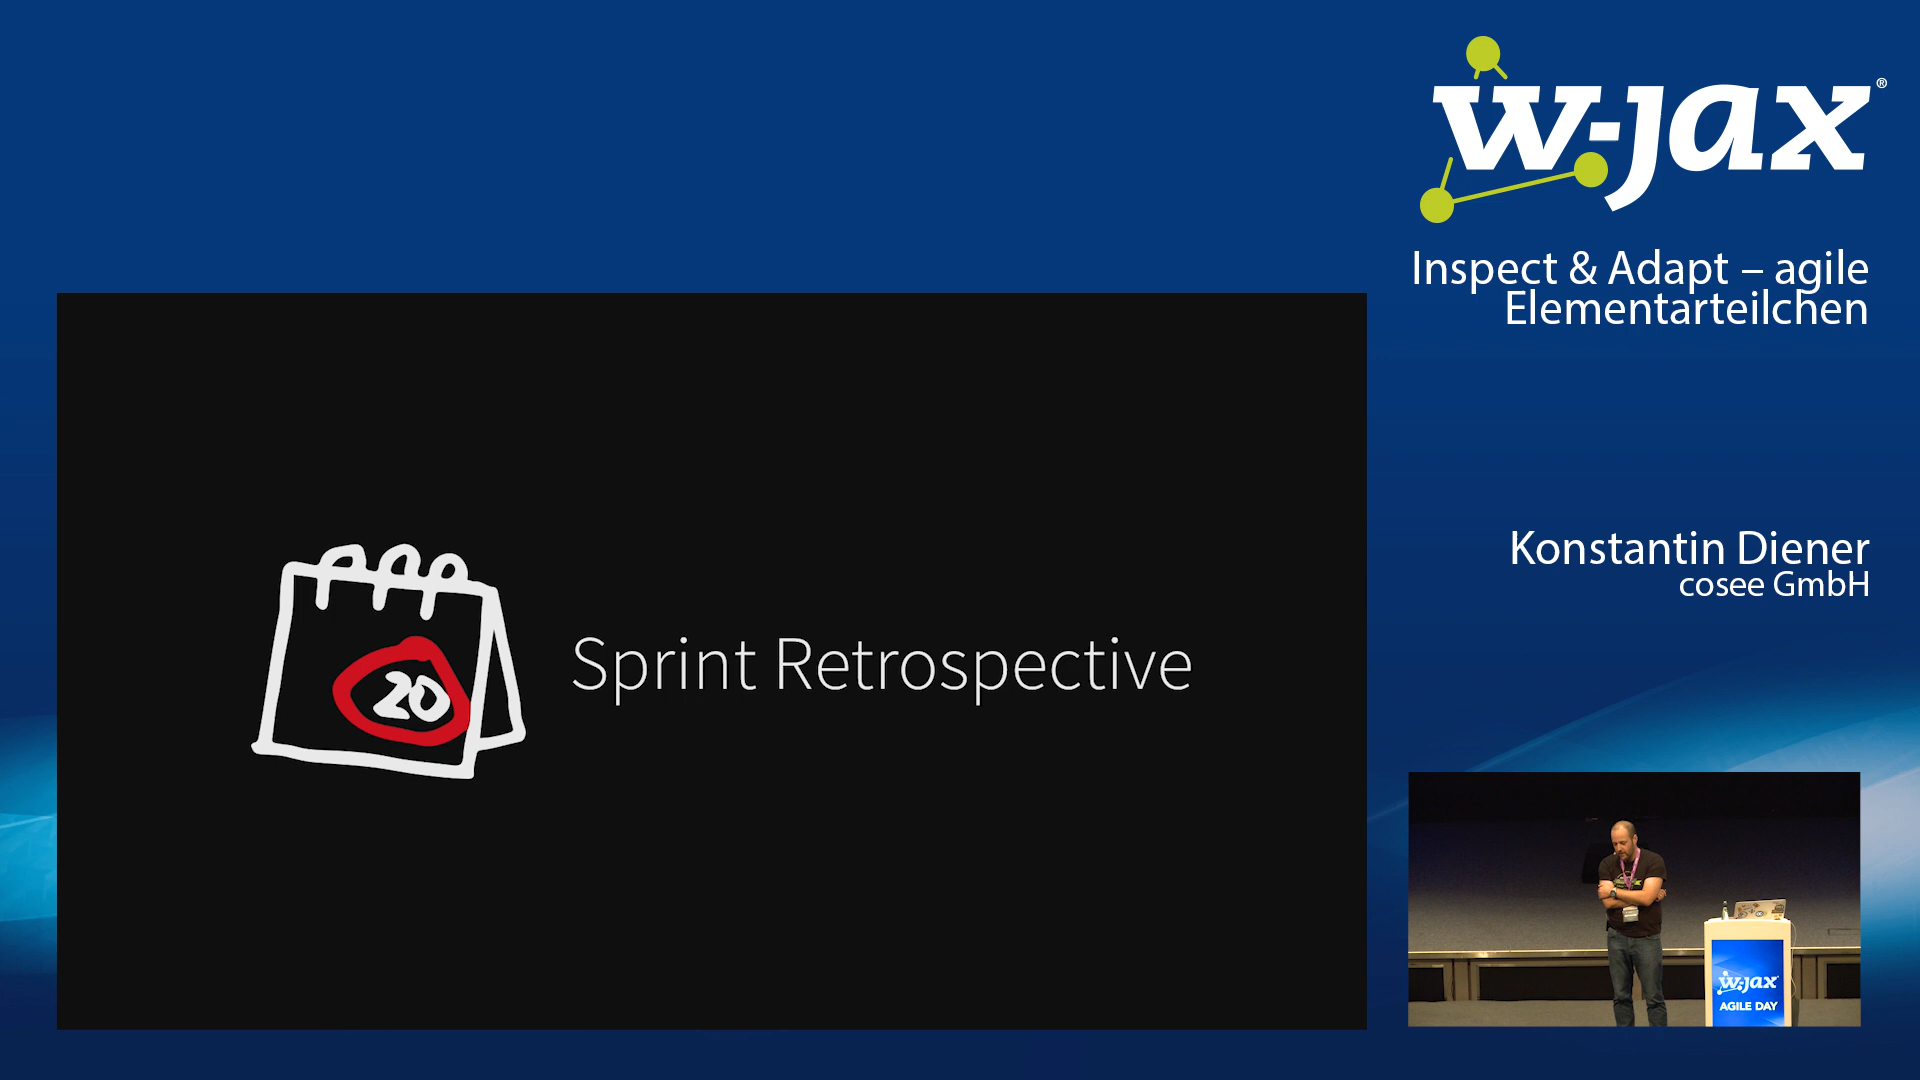 w-jax®
Inspect & Adapt – agile
Elementarteilchen
Konstantin Diener
cosee GmbH
20
Sprint Retrospective
w-jax
AGILE DAY